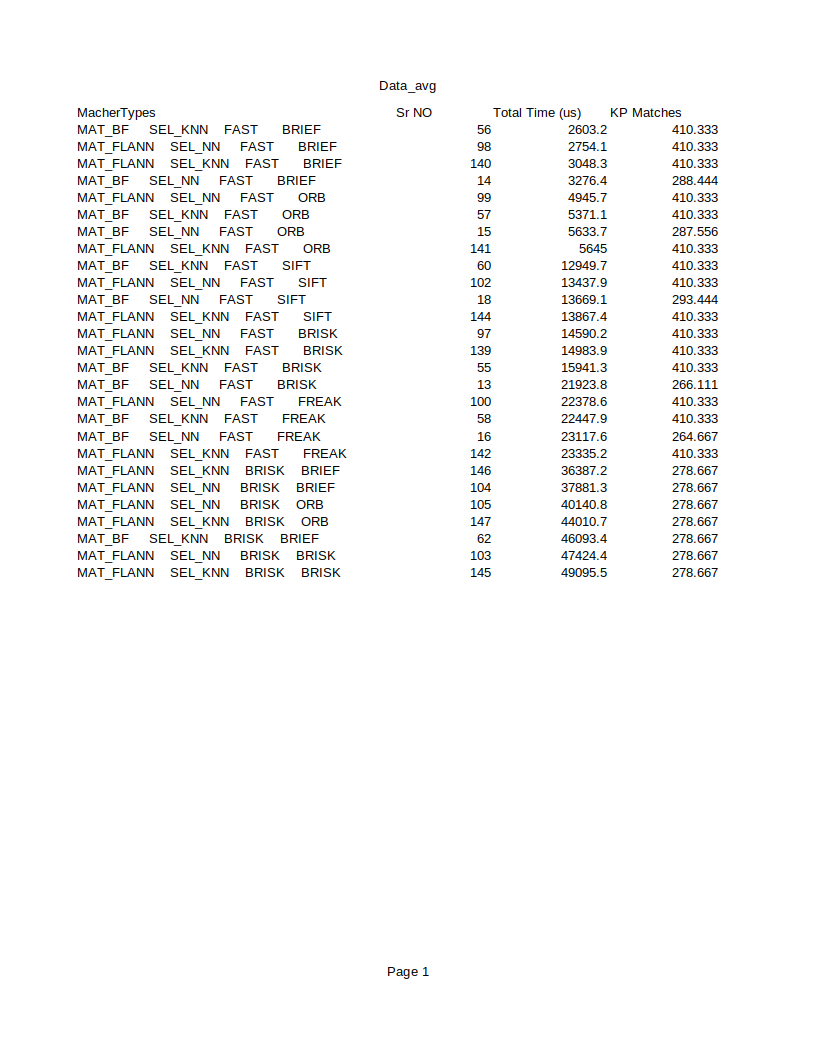 Data_avg
MacherTypes Sr NO Total Time (us) KP Matches
MAT_BF SEL_KNN FAST BRIEF 56 2603.2 410.333
MAT_FLANN SEL_NN FAST BRIEF 98 2754.1 410.333
MAT_FLANN SEL_KNN FAST BRIEF 140 3048.3 410.333
MAT_BF SEL_NN FAST BRIEF 14 3276.4 288.444
MAT_FLANN SEL_NN FAST ORB 99 4945.7 410.333
MAT_BF SEL_KNN FAST ORB 57 5371.1 410.333
MAT_BF SEL_NN FAST ORB 15 5633.7 287.556
MAT_FLANN SEL_KNN FAST ORB 141 5645 410.333
MAT_BF SEL_KNN FAST SIFT 60 12949.7 410.333
MAT_FLANN SEL_NN FAST SIFT 102 13437.9 410.333
MAT_BF SEL_NN FAST SIFT 18 13669.1 293.444
MAT_FLANN SEL_KNN FAST SIFT 144 13867.4 410.333
MAT_FLANN SEL_NN FAST BRISK 97 14590.2 410.333
MAT_FLANN SEL_KNN FAST BRISK 139 14983.9 410.333
MAT_BF SEL_KNN FAST BRISK 55 15941.3 410.333
MAT_BF SEL_NN FAST BRISK 13 21923.8 266.111
MAT_FLANN SEL_NN FAST FREAK 100 22378.6 410.333
MAT_BF SEL_KNN FAST FREAK 58 22447.9 410.333
MAT_BF SEL_NN FAST FREAK 16 23117.6 264.667
MAT_FLANN SEL_KNN FAST FREAK 142 23335.2 410.333
MAT_FLANN SEL_KNN BRISK BRIEF 146 36387.2 278.667
MAT_FLANN SEL_NN BRISK BRIEF 104 37881.3 278.667
MAT_FLANN SEL_NN BRISK ORB 105 40140.8 278.667
MAT_FLANN SEL_KNN BRISK ORB 147 44010.7 278.667
MAT_BF SEL_KNN BRISK BRIEF 62 46093.4 278.667
MAT_FLANN SEL_NN BRISK BRISK 103 47424.4 278.667
MAT_FLANN SEL_KNN BRISK BRISK 145 49095.5 278.667
Page 1